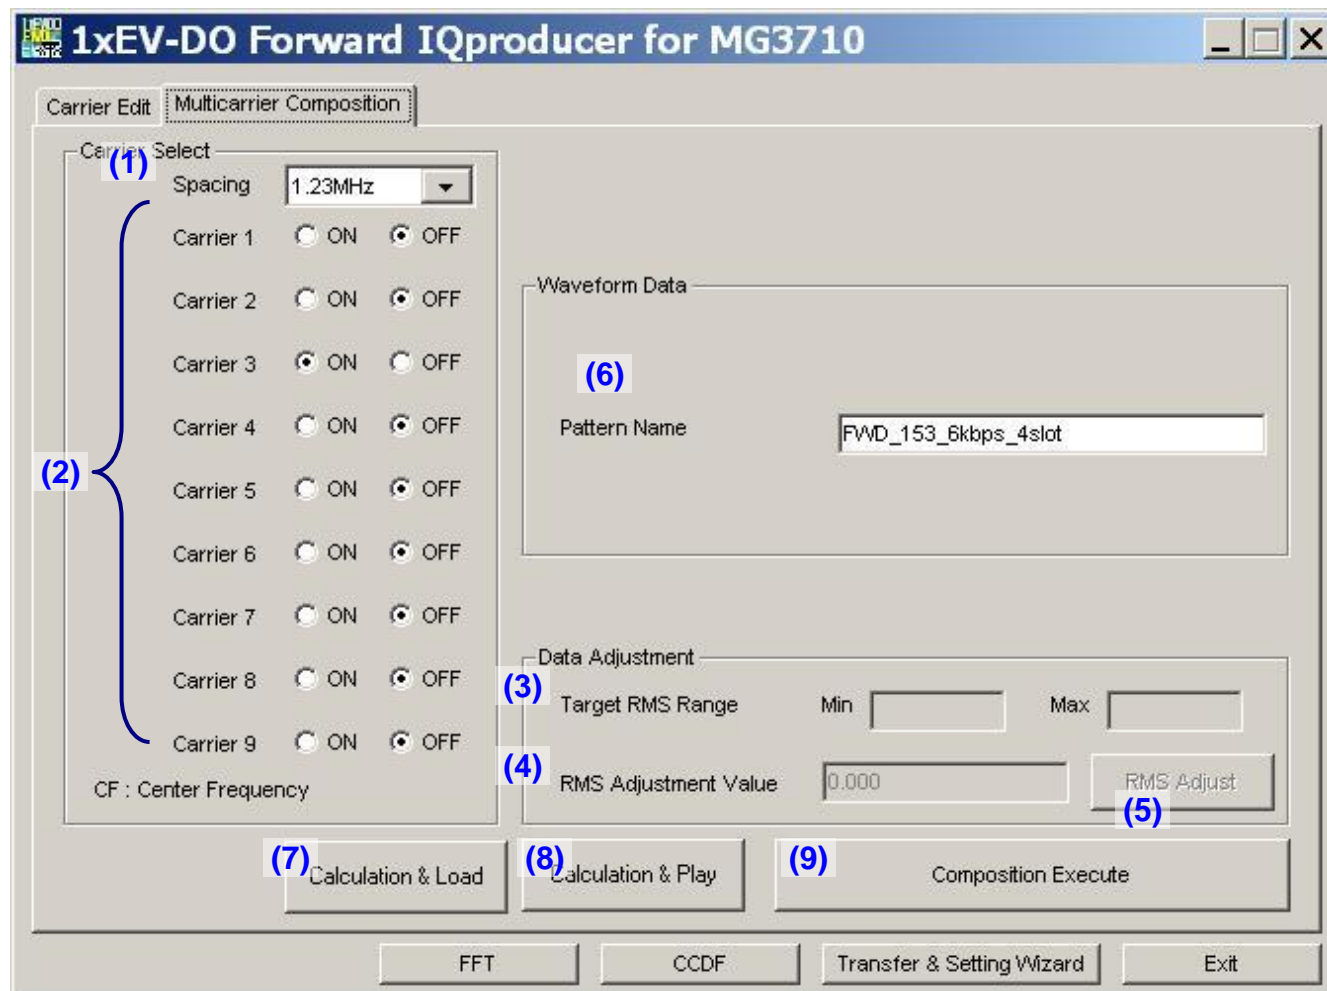 1xEV-DO Forward IQproducer for MG3710
Carrier Edit
Multicarrier Composition
Carrier Select
(1)
Spacing
1.23MHz
(2)
Carrier 1 ON OFF
Carrier 2 ON OFF
Carrier 3 ON OFF
Carrier 4 ON OFF
Carrier 5 ON OFF
Carrier 6 ON OFF
Carrier 7 ON OFF
Carrier 8 ON OFF
Carrier 9 ON OFF
CF : Center Frequency
Waveform Data
(6)
Pattern Name
FWD_153_6kbps_4slot
Data Adjustment
(3)
Target RMS Range Min Max
(4)
RMS Adjustment Value 0.000
RMS Adjust
(5)
(7)
Calculation & Load
(8)
Calculation & Play
(9)
Composition Execute
FFT
CCDF
Transfer & Setting Wizard
Exit